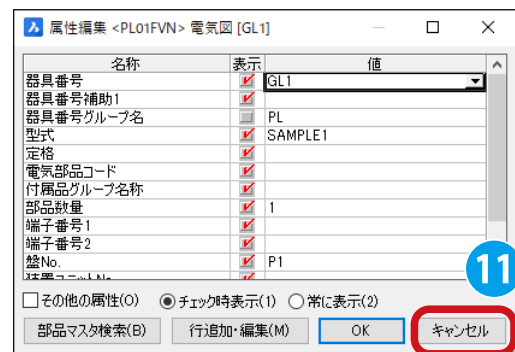 属性編集 <PL01FVN> 電気図 [GL1]
名称 表示 値
器具番号 GL1
器具番号補助1
器具番号グループ名 PL
型式 SAMPLE1
定格
電気部品コード
付属品グループ名称
部品数量 1
端子番号1
端子番号2
盤No. P1
11
その他の属性(O) チェック時表示(1) 常に表示(2)
部品マスタ検索(B) 行追加・編集(M) OK キャンセル